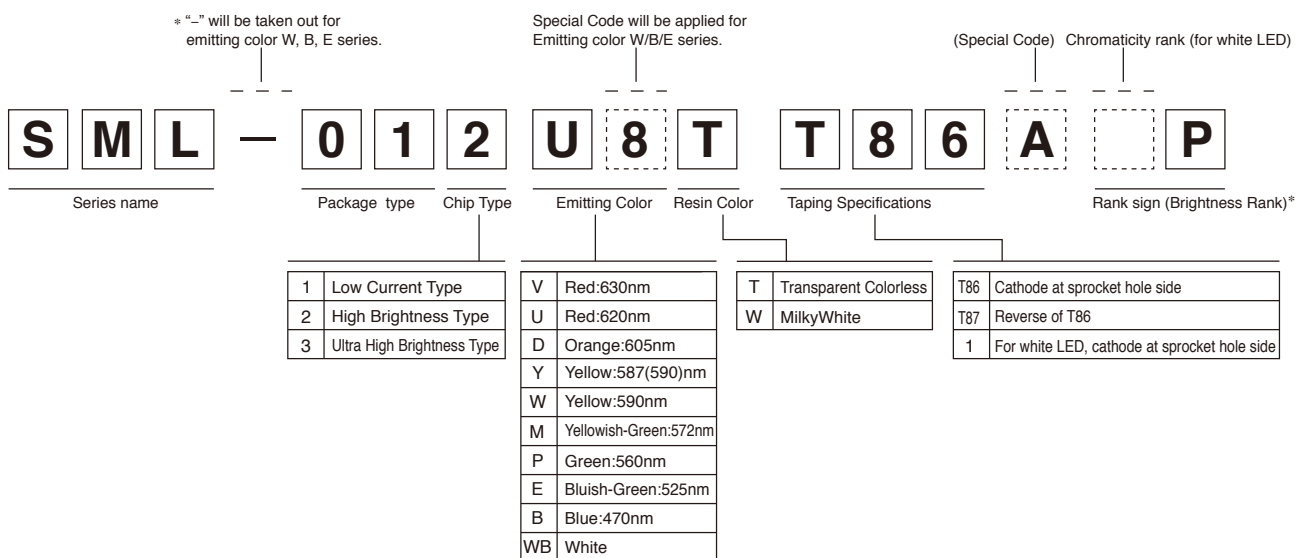 * “–” will be taken out for
emitting color W, B, E series.
Special Code will be applied for
Emitting color W/B/E series.
(Special Code) Chromaticity rank (for white LED)
S M L – 0 1 2 U 8 T T 8 6 A P
Series name Package type Chip Type Emitting Color Resin Color Taping Specifications Rank sign (Brightness Rank)*
1 Low Current Type
2 High Brightness Type
3 Ultra High Brightness Type
V Red:630nm
U Red:620nm
D Orange:605nm
Y Yellow:587(590)nm
W Yellow:590nm
M Yellowish-Green:572nm
P Green:560nm
E Bluish-Green:525nm
B Blue:470nm
WB White
T Transparent Colorless
W MilkyWhite
T86 Cathode at sprocket hole side
T87 Reverse of T86
1 For white LED, cathode at sprocket hole side